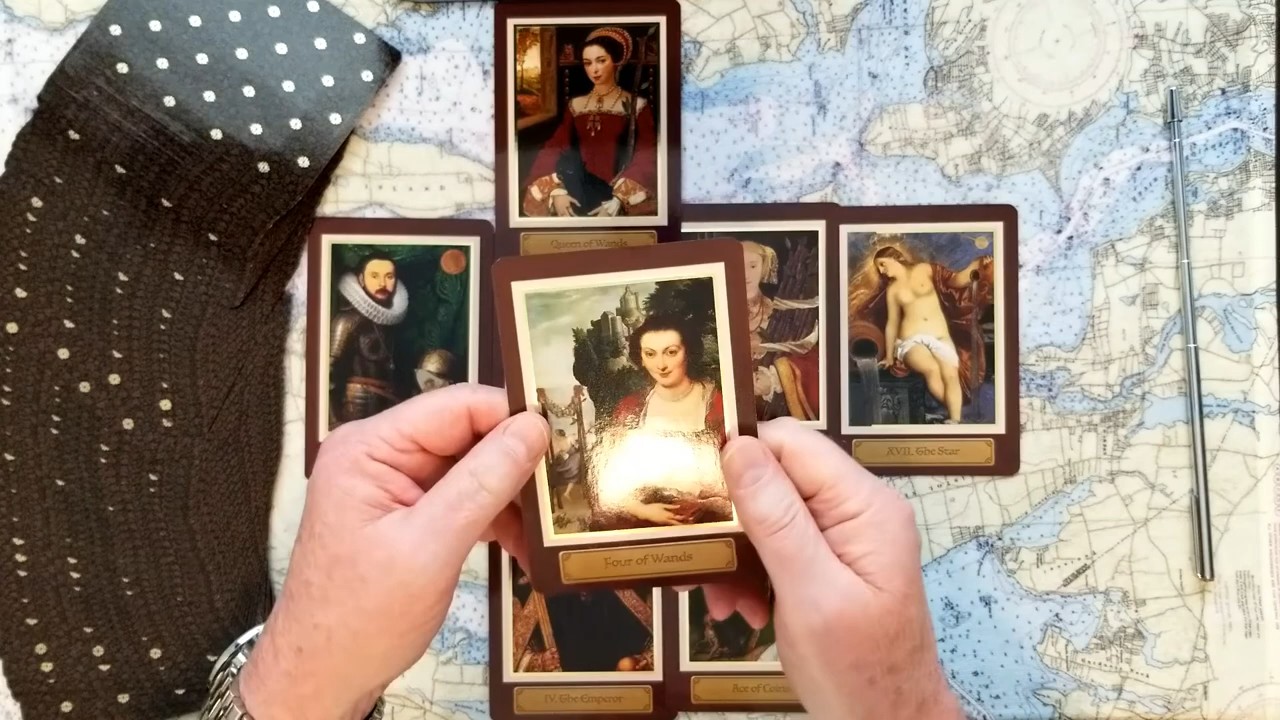 Queen of Wands
XVII. The Star
Four of Wands
IV. The Emperor
Ace of Coins